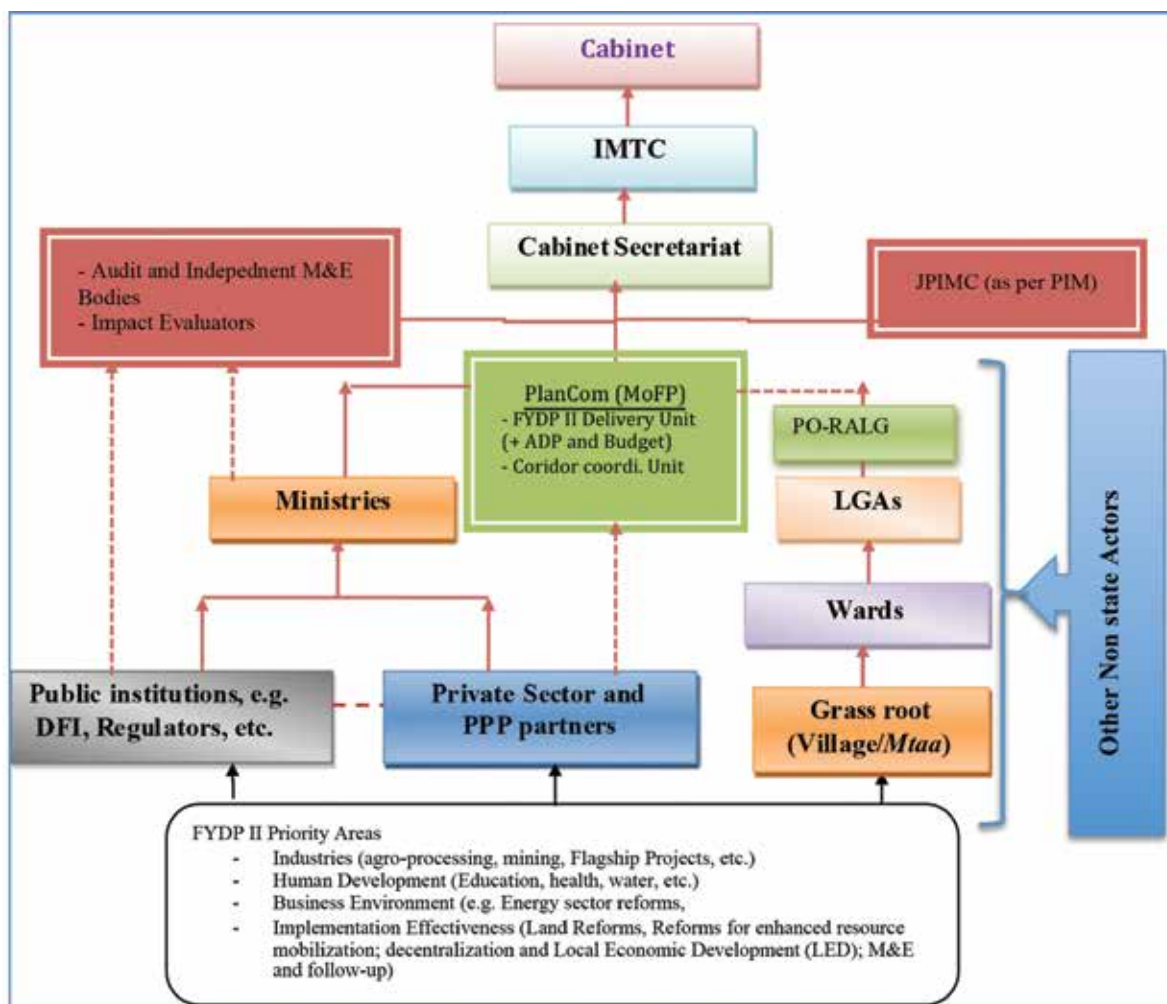 Cabinet
IMTC
Cabinet Secretariat
- Audit and Indepednent M&E
Bodies
- Impact Evaluators
JPIMC (as per PIM)
PlanCom (MoFP)
- FYDP II Delivery Unit
(+ ADP and Budget)
- Coridor coordi. Unit
PO-RALG
Ministries
LGAs
Wards
Other Non state Actors
Public institutions, e.g.
DFI, Regulators, etc.
Private Sector and
PPP partners
Grass root
(Village/Mtaa)
FYDP II Priority Areas
- Industries (agro-processing, mining, Flagship Projects, etc.)
- Human Development (Education, health, water, etc.)
- Business Environment (e.g. Energy sector reforms,
- Implementation Effectiveness (Land Reforms, Reforms for enhanced resource
mobilization; decentralization and Local Economic Development (LED); M&E
and follow-up)